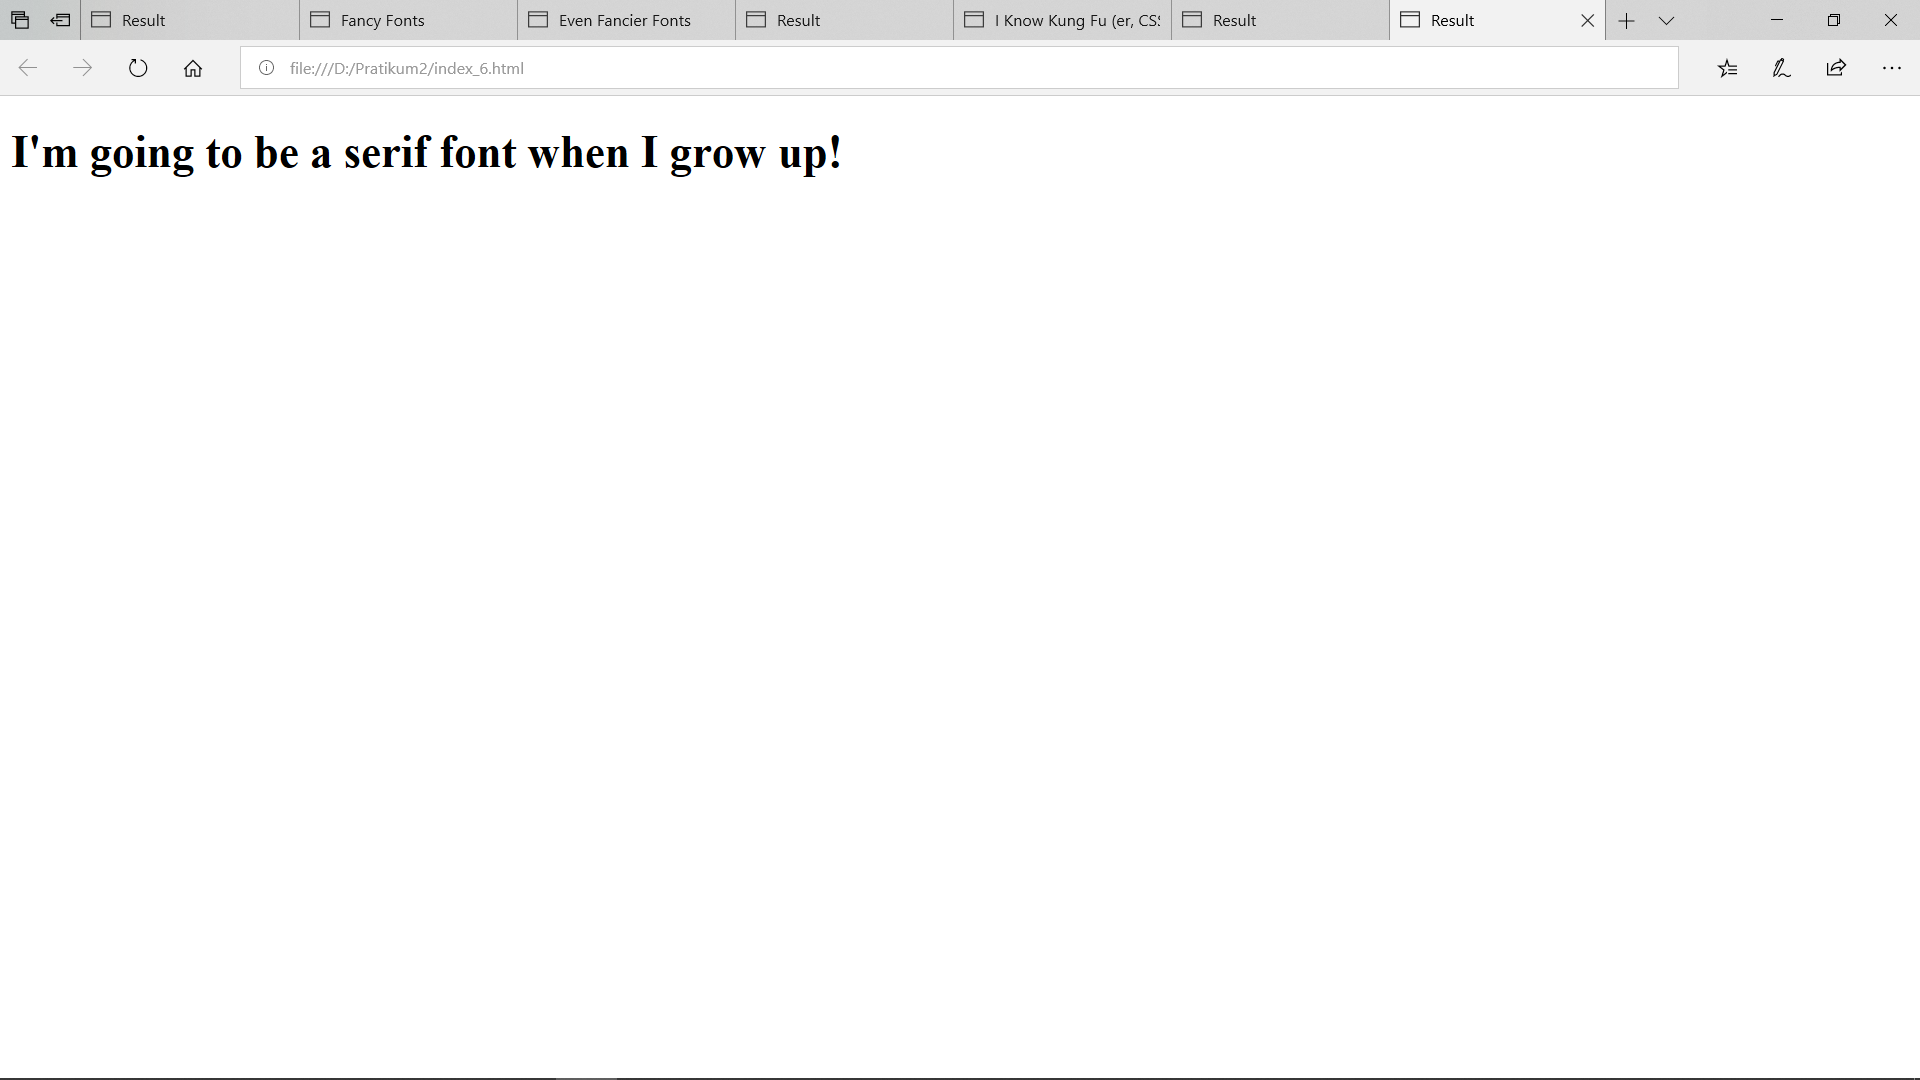 Result
Fancy Fonts
Even Fancier Fonts
Result
I Know Kung Fu (er, CS
Result
Result
file:///D:/Pratikum2/index_6.html
I'm going to be a serif font when I grow up!